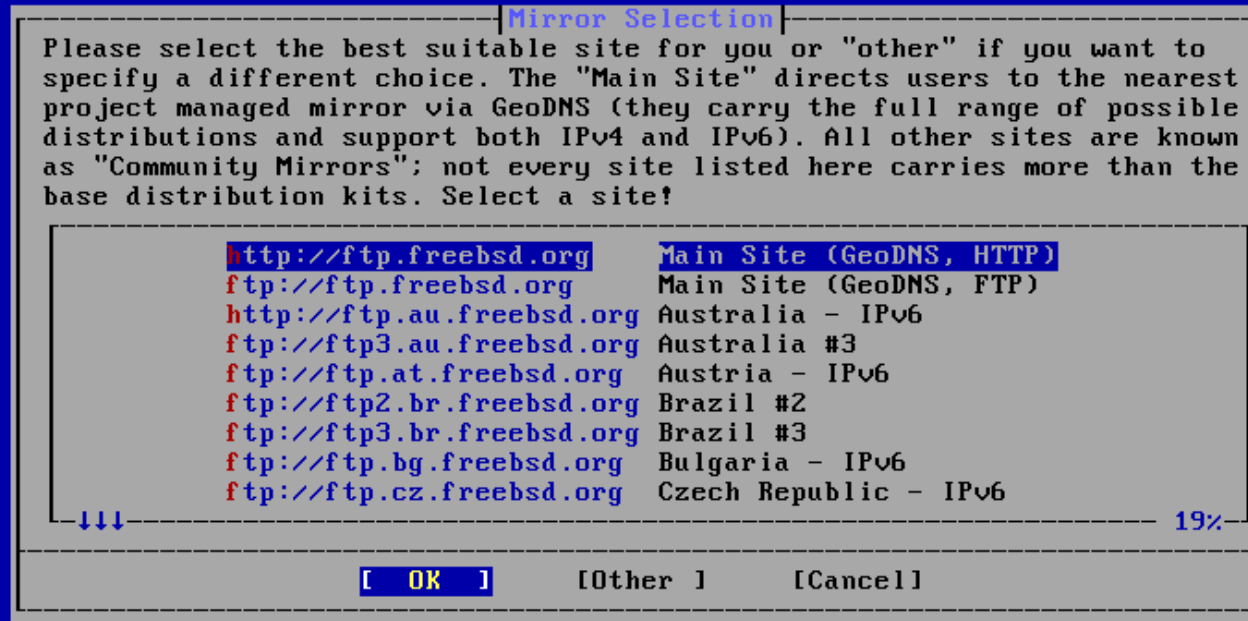 Mirror Selection
Please select the best suitable site for you or "other" if you want to
specify a different choice. The "Main Site" directs users to the nearest
project managed mirror via GeoDNS (they carry the full range of possible
distributions and support both IPv4 and IPv6). All other sites are known
as "Community Mirrors"; not every site listed here carries more than the
base distribution kits. Select a site!
http://ftp.freebsd.org Main Site (GeoDNS, HTTP)
ftp://ftp.freebsd.org Main Site (GeoDNS, FTP)
http://ftp.au.freebsd.org Australia - IPv6
ftp://ftp3.au.freebsd.org Australia #3
ftp://ftp.at.freebsd.org Austria - IPv6
ftp://ftp2.br.freebsd.org Brazil #2
ftp://ftp3.br.freebsd.org Brazil #3
ftp://ftp.bg.freebsd.org Bulgaria - IPv6
ftp://ftp.cz.freebsd.org Czech Republic - IPv6
↓↓↓ 19%
[ OK ] [Other ] [Cancel]